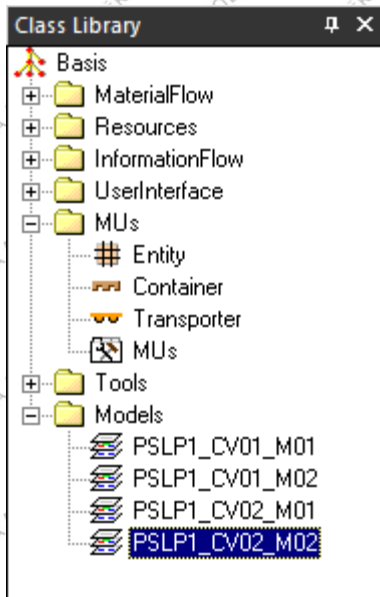 Class Library
Basis
MaterialFlow
Resources
InformationFlow
UserInterface
MUs
Entity
Container
Transporter
MUs
Tools
Models
PSLP1_CV01_M01
PSLP1_CV01_M02
PSLP1_CV02_M01
PSLP1_CV02_M02